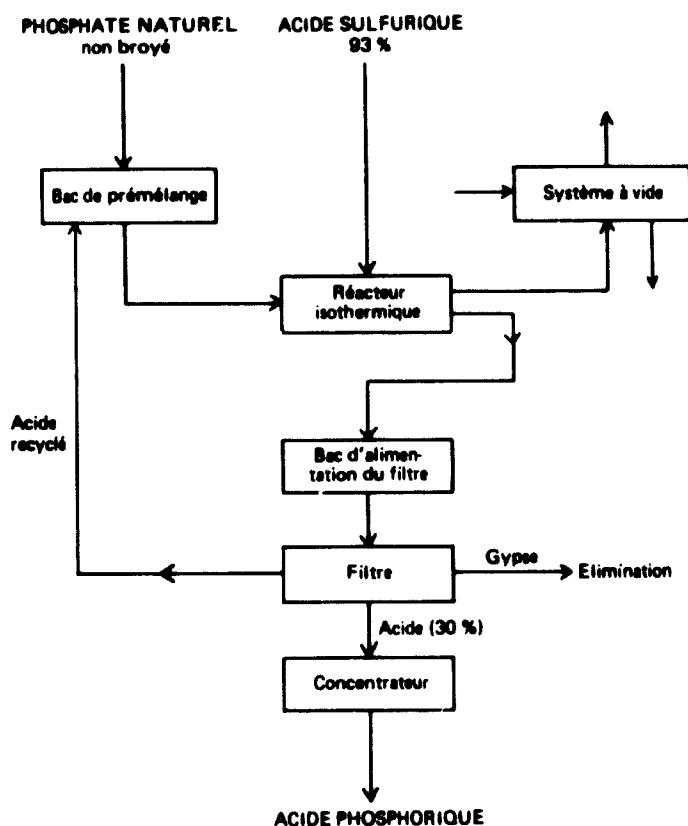 PHOSPHATE NATUREL
non broyé
ACIDE SULFURIQUE
93 %
Bac de prémélange
Système à vide
Réacteur
isothermique
Acide
recyclé
Bac d'alimen-
tation du filtre
Filtre
Gypse
Elimination
Acide (30 %)
Concentrateur
ACIDE PHOSPHORIQUE